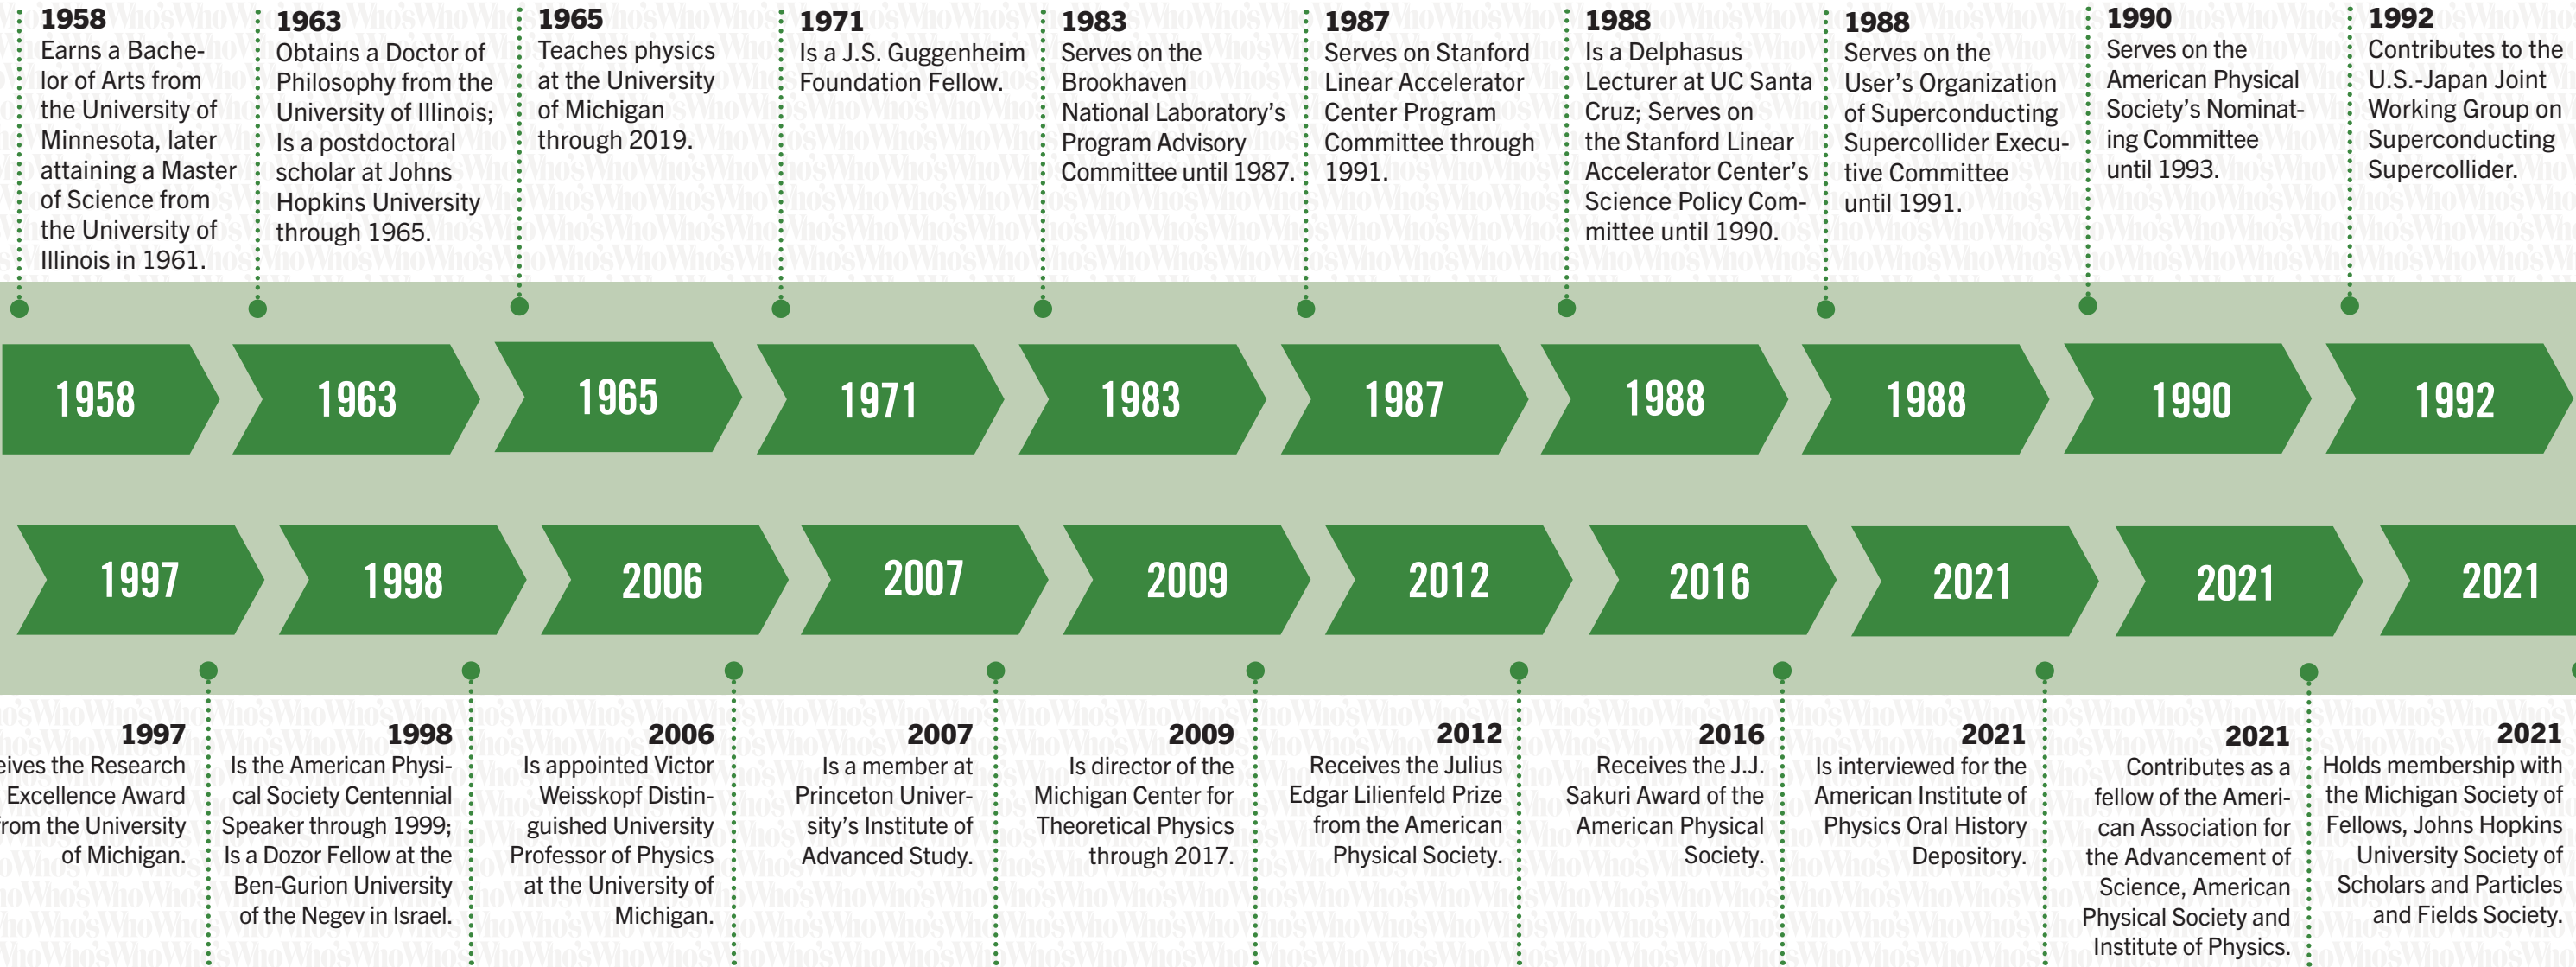 1958
Earns a Bache-
lor of Arts from
the University of
Minnesota, later
attaining a Master
of Science from
the University of
Illinois in 1961.
1963
Obtains a Doctor of
Philosophy from the
University of Illinois;
Is a postdoctoral
scholar at Johns
Hopkins University
through 1965.
1965
Teaches physics
at the University
of Michigan
through 2019.
1971
Is a J.S. Guggenheim
Foundation Fellow.
1983
Serves on the
Brookhaven
National Laboratory's
Program Advisory
Committee until 1987.
1987
Serves on Stanford
Linear Accelerator
Center Program
Committee through
1991.
1988
Is a Delphasus
Lecturer at UC Santa
Cruz; Serves on
the Stanford Linear
Accelerator Center's
Science Policy Com-
mittee until 1990.
1988
Serves on the
User's Organization
of Superconducting
Supercollider Execu-
tive Committee
until 1991.
1990
Serves on the
American Physical
Society's Nominat-
ing Committee
until 1993.
1992
Contributes to the
U.S.-Japan Joint
Working Group on
Superconducting
Supercollider.
1958
1963
1965
1971
1983
1987
1988
1988
1990
1992
1997
1998
2006
2007
2009
2012
2016
2021
2021
2021
1997
eives the Research
Excellence Award
rom the University
of Michigan.
1998
Is the American Physi-
cal Society Centennial
Speaker through 1999;
Is a Dozor Fellow at the
Ben-Gurion University
of the Negev in Israel.
2006
Is appointed Victor
Weisskopf Distin-
guished University
Professor of Physics
at the University of
Michigan.
2007
Is a member at
Princeton Univer-
sity's Institute of
Advanced Study.
2009
Is director of the
Michigan Center for
Theoretical Physics
through 2017.
2012
Receives the Julius
Edgar Lilienfeld Prize
from the American
Physical Society.
2016
Receives the J.J.
Sakuri Award of the
American Physical
Society.
2021
Is interviewed for the
American Institute of
Physics Oral History
Depository.
2021
Contributes as a
fellow of the Ameri-
can Association for
the Advancement of
Science, American
Physical Society and
Institute of Physics.
2021
Holds membership with
the Michigan Society of
Fellows, Johns Hopkins
University Society of
Scholars and Particles
and Fields Society.